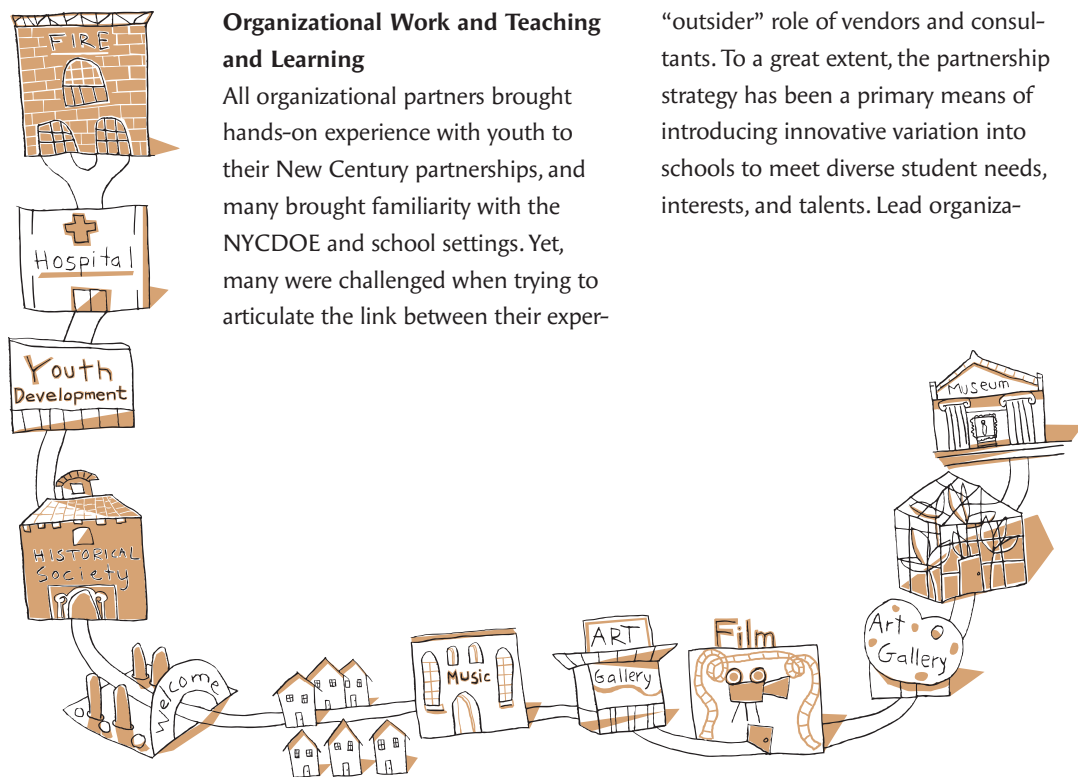 Organizational Work and Teaching
and Learning
All organizational partners brought
hands-on experience with youth to
their New Century partnerships, and
many brought familiarity with the
NYCDOE and school settings. Yet,
many were challenged when trying to
articulate the link between their exper-
“outsider” role of vendors and consul-
tants. To a great extent, the partnership
strategy has been a primary means of
introducing innovative variation into
schools to meet diverse student needs,
interests, and talents. Lead organiza-
FIRE
Hospital
Youth
Development
HISTORICAL
Society
Welcome
Music
ART
Gallery
Film
Art
Gallery
Museum